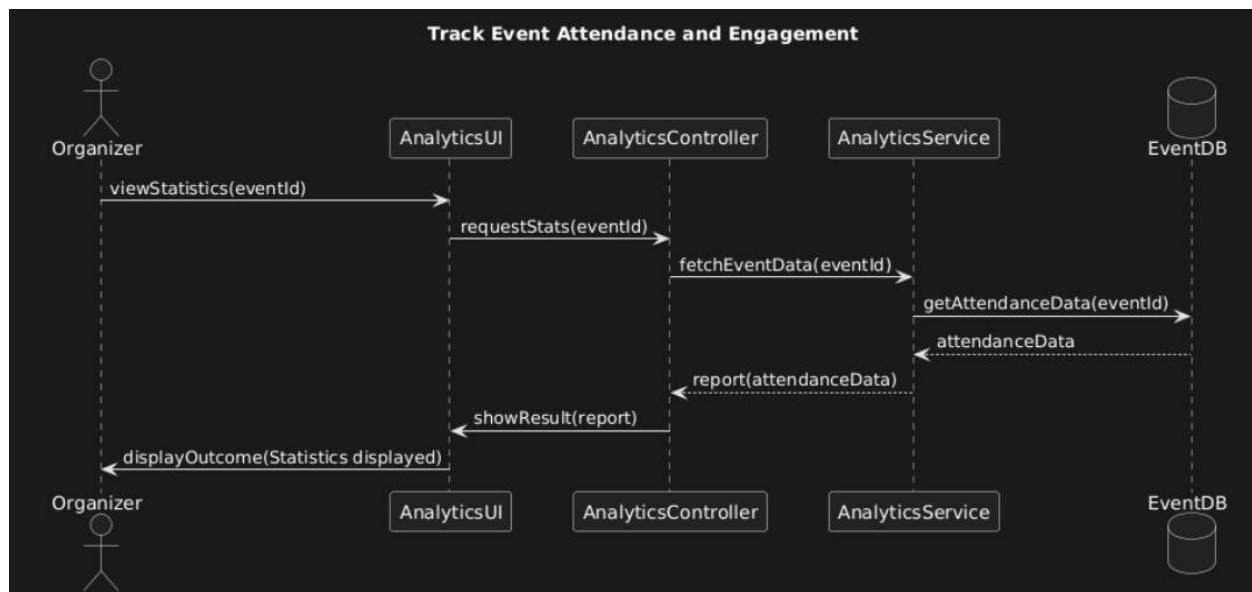 Track Event Attendance and Engagement
Organizer
AnalyticsUI
AnalyticsController
AnalyticsService
EventDB
viewStatistics(eventId)
requestStats(eventId)
fetchEventData(eventId)
getAttendanceData(eventId)
attendanceData
report(attendanceData)
showResult(report)
displayOutcome(Statistics displayed)
Organizer
AnalyticsUI
AnalyticsController
AnalyticsService
EventDB